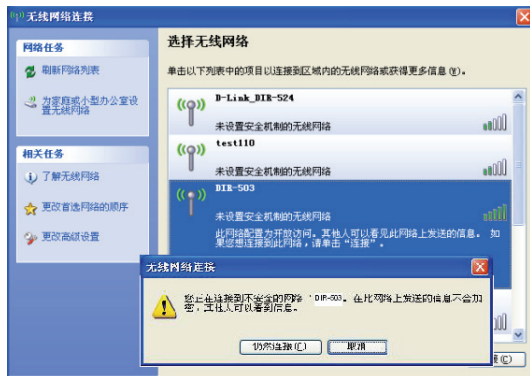 无线网络连接
网络任务
刷新网络列表
为家庭或小型办公室设
置无线网络
相关任务
了解无线网络
更改首选网络的顺序
更改高级设置
选择无线网络
单击以下列表中的项目以连接到区域内的无线网络或获得更多信息(W)。
D-Link_DIR-524
未设置安全机制的无线网络
test110
未设置安全机制的无线网络
DIR-503
未设置安全机制的无线网络
此网络配置为开放访问。其他人可以看见此网络上发送的信息。 如
果您想连接到此网络，请单击“连接”。
无线网络连接
您正在连接到不安全的网络“DIR-503。在此网络上发送的信息不会加
密，其他人可以看到信息。
仍然连接(C)
取消
接(C)